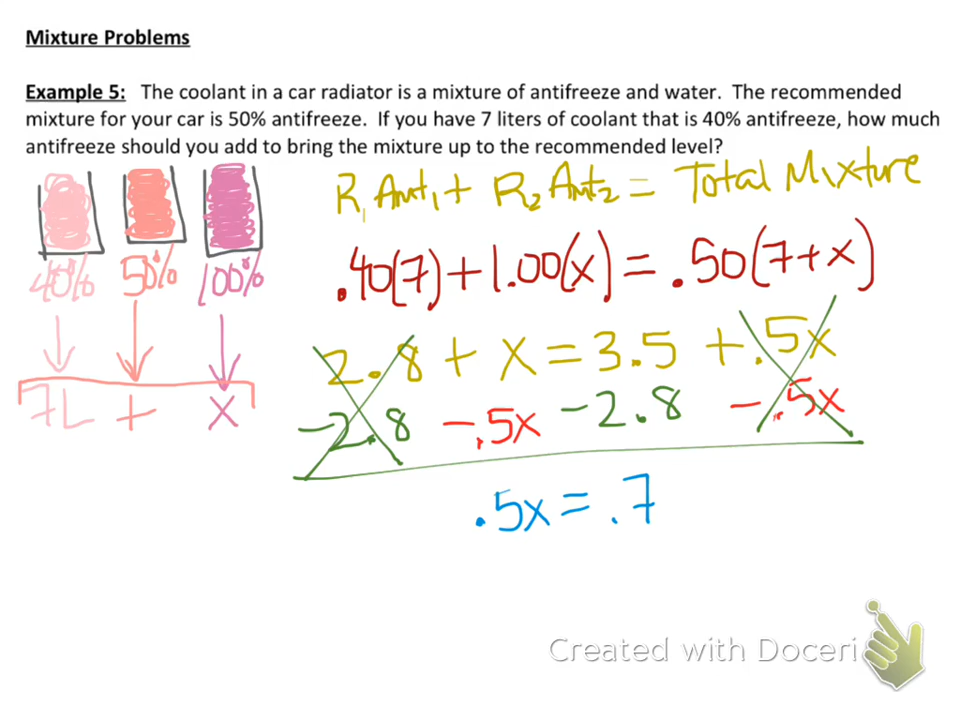 Mixture Problems
Example 5: The coolant in a car radiator is a mixture of antifreeze and water. The recommended
mixture for your car is 50% antifreeze. If you have 7 liters of coolant that is 40% antifreeze, how much
antifreeze should you add to bring the mixture up to the recommended level?
R₁ Amt₁ + R₂ Amt₂ = Total Mixture
40% 50% 100%
.40(7) + 1.00(x) = .50(7+x)
2.8 + x = 3.5 + .5x
7L + x
-2.8 -.5x -2.8 -.5x
.5x = .7
Created with Doceri